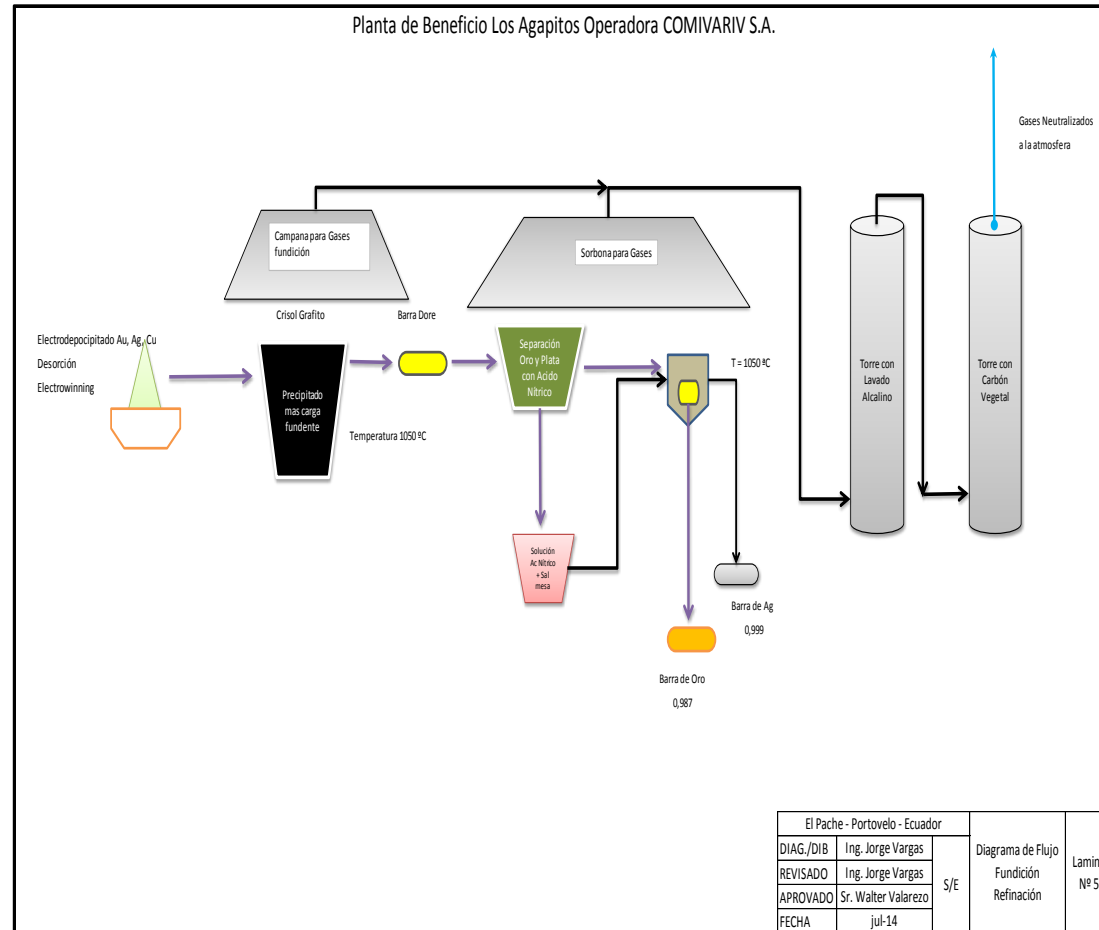 Planta de Beneficio Los Agapitos Operadora COMIVARIV S.A.
Gases Neutralizados
a la atmosfera
Campana para Gases
fundición
Sorbona para Gases
Crisol Grafito
Barra Dore
Electrodepocipitado Au, Ag, Cu
Desorción
Electrowinning
Precipitado
mas carga
fundente
Temperatura 1050 ºC
Separación
Oro y Plata
con Acido
Nítrico
T = 1050 ºC
Torre con
Lavado
Alcalino
Torre con
Carbón
Vegetal
Solución
Ac Nítrico
+ Sal
mesa
Barra de Ag
0,999
Barra de Oro
0,987
El Pache - Portovelo - Ecuador
DIAG./DIB Ing. Jorge Vargas
REVISADO Ing. Jorge Vargas
APROVADO Sr. Walter Valarezo
FECHA jul-14
S/E
Diagrama de Flujo
Fundición
Refinación
Lamin
Nº 5